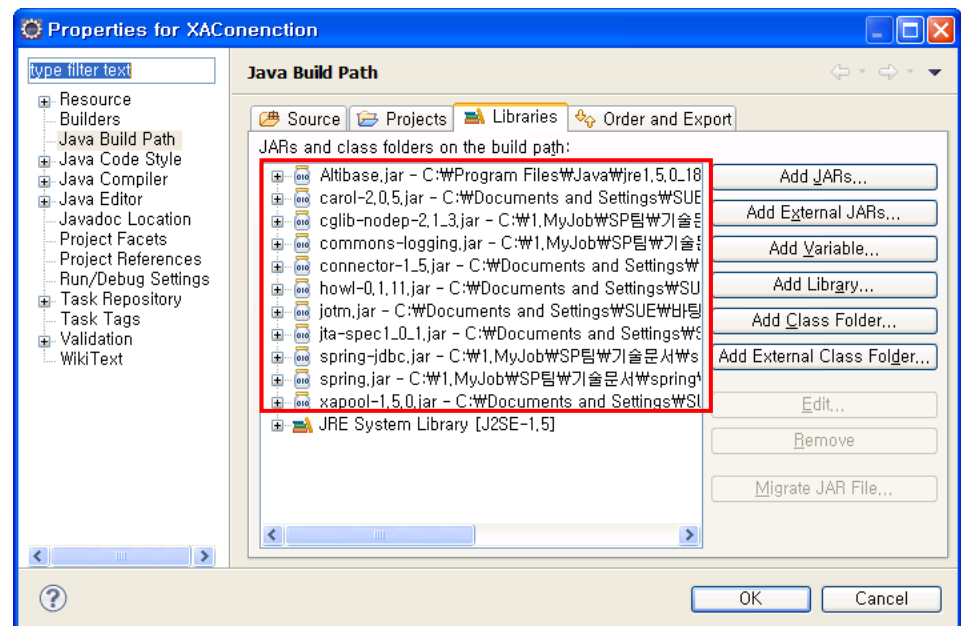 Properties for XAConenction
type filter text
Resource
Builders
Java Build Path
Java Code Style
Java Compiler
Java Editor
Javadoc Location
Project Facets
Project References
Run/Debug Settings
Task Repository
Task Tags
Validation
WikiText
Java Build Path
Source Projects Libraries Order and Export
JARs and class folders on the build path:
Altibase.jar - C:₩Program Files₩Java₩jre1.5.0_18
carol-2.0.5.jar - C:₩Documents and Settings₩SUE
cglib-nodep-2.1_3.jar - C:₩1.MyJob₩SP팀₩기술문
commons-logging.jar - C:₩1.MyJob₩SP팀₩기술문
connector-1_5.jar - C:₩Documents and Settings₩
howl-0.1.11.jar - C:₩Documents and Settings₩SU
jotm.jar - C:₩Documents and Settings₩SUE₩바탕
jta-spec1_0_1.jar - C:₩Documents and Settings₩S
spring-jdbc.jar - C:₩1.MyJob₩SP팀₩기술문서₩s
spring.jar - C:₩1.MyJob₩SP팀₩기술문서₩spring₩
xapool-1.5.0.jar - C:₩Documents and Settings₩SU
JRE System Library [J2SE-1.5]
Add JARs...
Add External JARs...
Add Variable...
Add Library...
Add Class Folder...
Add External Class Folder...
Edit...
Remove
Migrate JAR File...
OK
Cancel